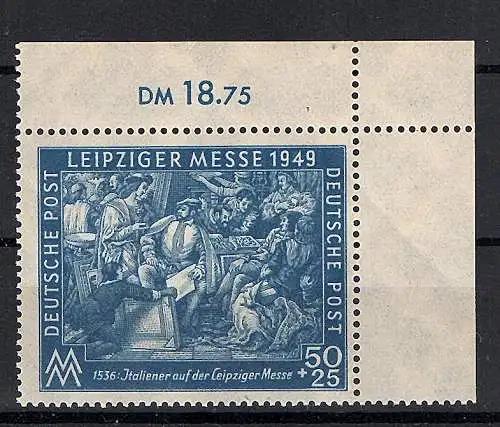 DM 18.75
LEIPZIGER MESSE 1949
DEUTSCHE POST
DEUTSCHE POST
50
+25
MM
1536: Italiener auf der Leipziger Messe